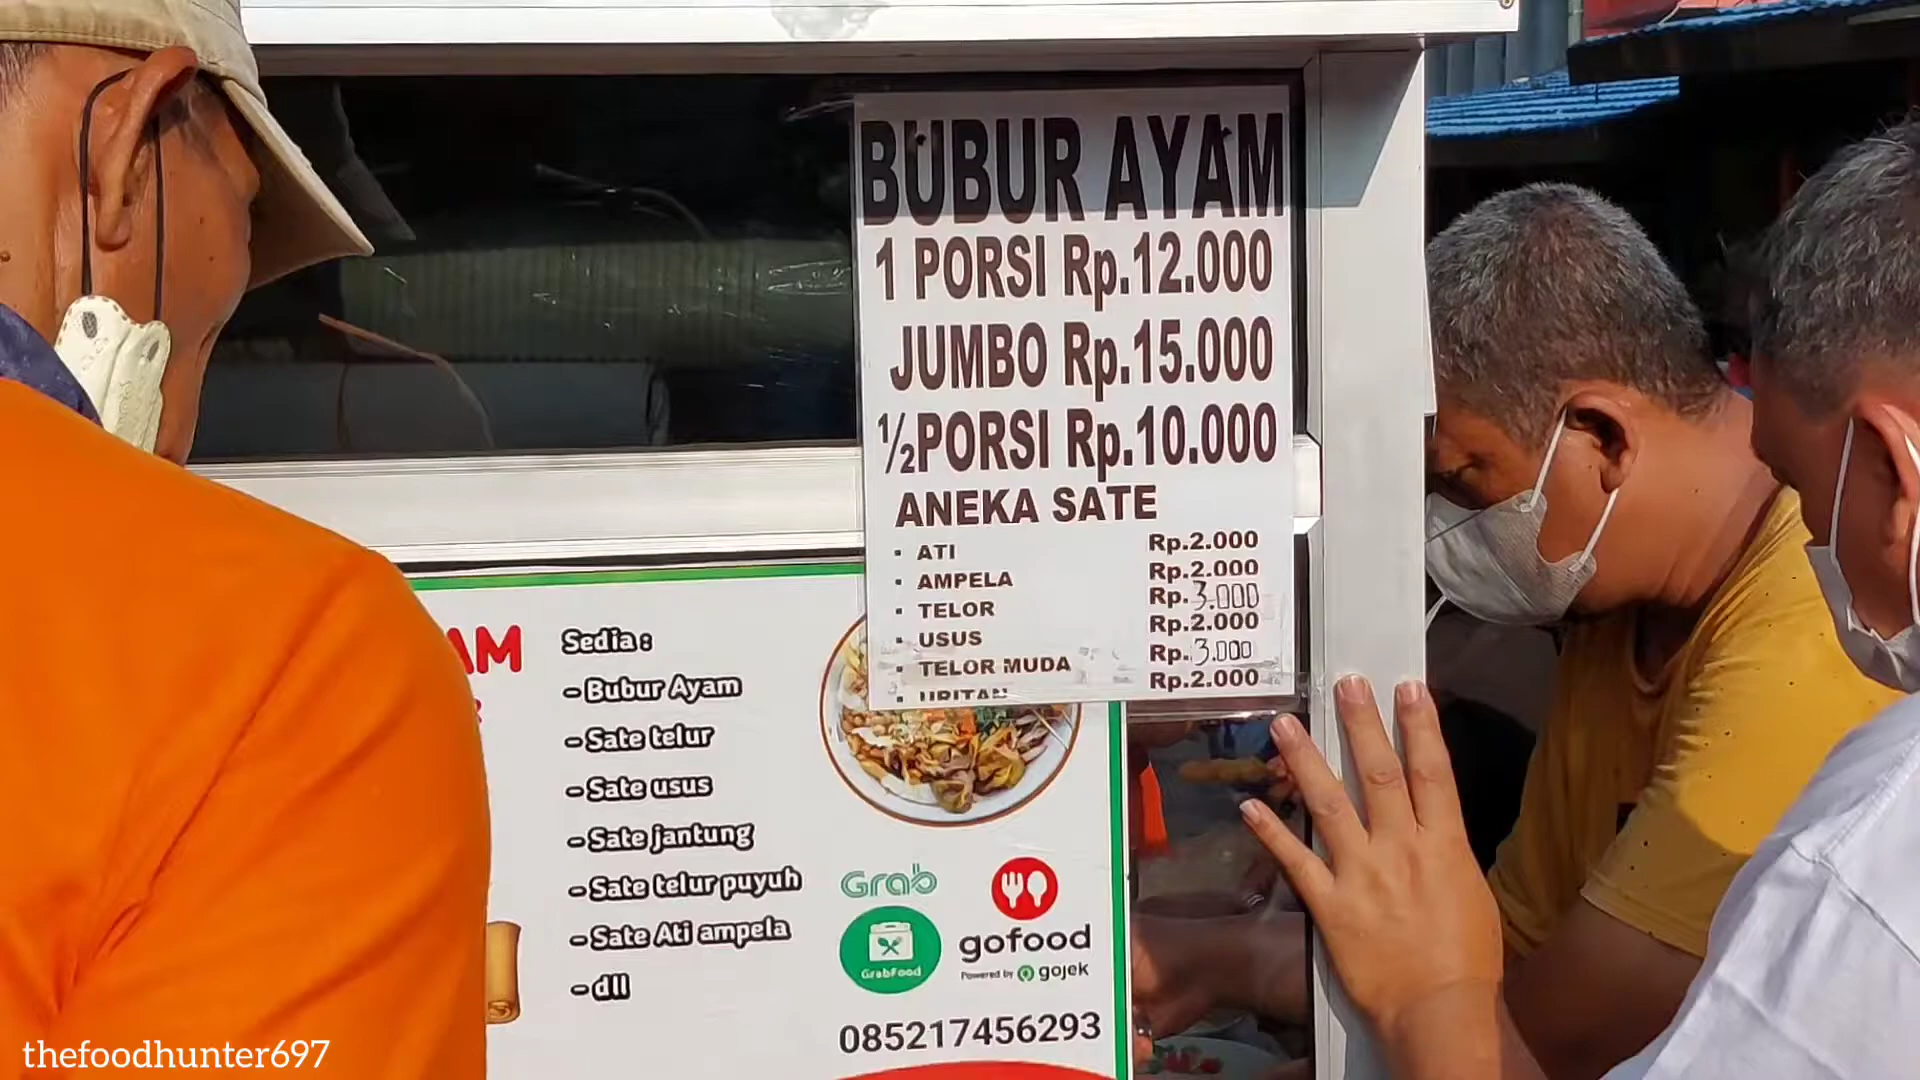 BUBUR AYAM
1 PORSI Rp.12.000
JUMBO Rp.15.000
½PORSI Rp.10.000
ANEKA SATE
▪ ATI Rp.2.000
▪ AMPELA Rp.2.000
▪ TELOR Rp.3.000
▪ USUS Rp.2.000
▪ TELOR MUDA Rp.3.000
▪ URITAN Rp.2.000
AM
Sedia :
- Bubur Ayam
- Sate telur
- Sate usus
- Sate jantung
- Sate telur puyuh
- Sate Ati ampela
- dll
Grab
GrabFood
gofood
Powered by gojek
085217456293
thefoodhunter697